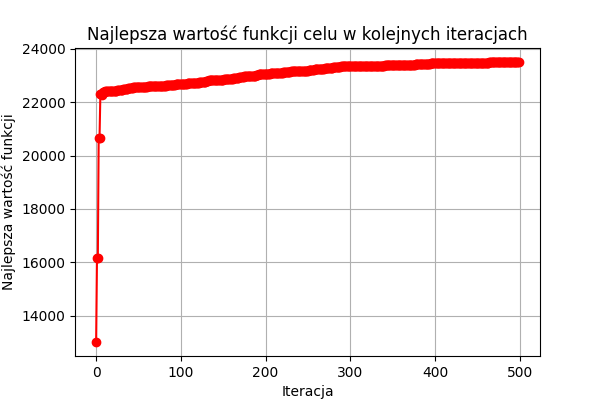 Najlepsza wartość funkcji celu w kolejnych iteracjach
Najlepsza wartość funkcji
24000
22000
20000
18000
16000
14000
0 100 200 300 400 500
Iteracja